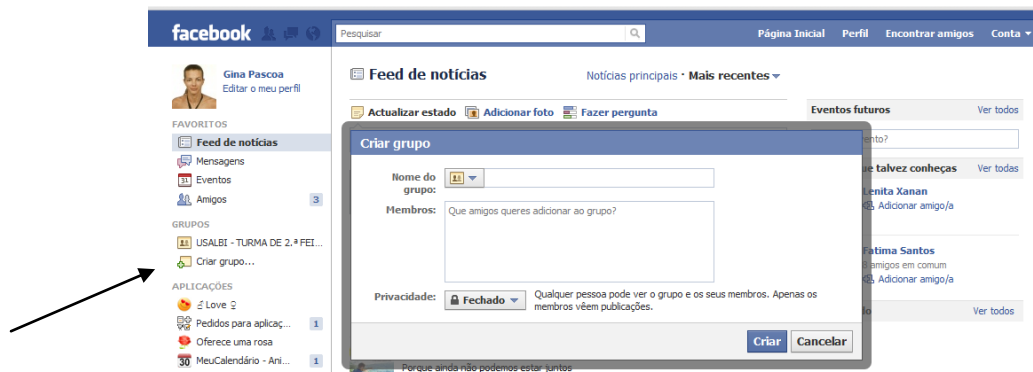 facebook
Pesquisar
Página Inicial Perfil Encontrar amigos Conta
Gina Pascoa
Editar o meu perfil
FAVORITOS
Feed de notícias
Mensagens
31 Eventos
Amigos 3
GRUPOS
USALBI - TURMA DE 2.ª FEI...
Criar grupo...
APLICAÇÕES
Love
Pedidos para aplicaç... 1
Oferece uma rosa
30 MeuCalendário - Ani... 1
Feed de notícias
Notícias principais · Mais recentes
Actualizar estado Adicionar foto Fazer pergunta
Criar grupo
Nome do
grupo:
Membros: Que amigos queres adicionar ao grupo?
Privacidade: Fechado Qualquer pessoa pode ver o grupo e os seus membros. Apenas os
membros vêem publicações.
Criar Cancelar
Porque ainda não podemos estar juntos
Eventos futuros Ver todos
ento?
ue talvez conheças Ver todas
Lenita Xanan
Adicionar amigo/a
Fatima Santos
amigos em comum
Adicionar amigo/a
Ver todos